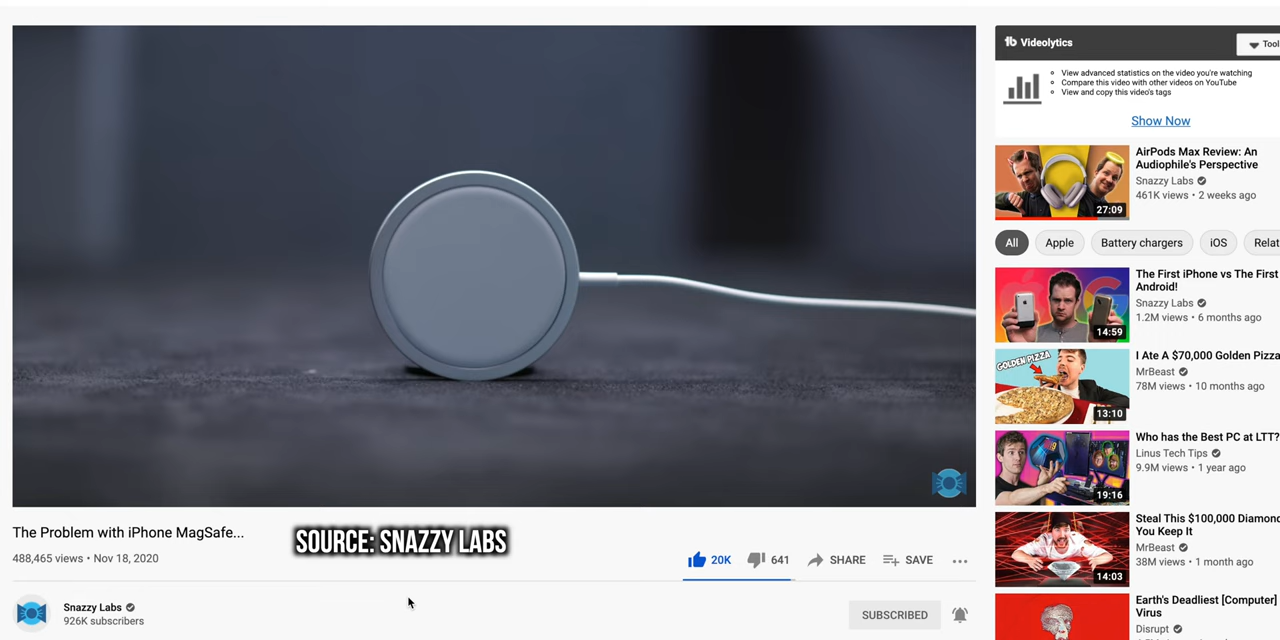 The Problem with iPhone MagSafe...
SOURCE: SNAZZY LABS
488,465 views • Nov 18, 2020
20K
641
SHARE
SAVE
Snazzy Labs
926K subscribers
SUBSCRIBED
Videolytics
Tool
View advanced statistics on the video you're watching
Compare this video with other videos on YouTube
View and copy this video's tags
Show Now
27:09
AirPods Max Review: An
Audiophile's Perspective
Snazzy Labs
461K views • 2 weeks ago
All
Apple
Battery chargers
iOS
Relat
14:59
The First iPhone vs The First
Android!
Snazzy Labs
1.2M views • 6 months ago
GOLDEN PIZZA
13:10
I Ate A $70,000 Golden Pizza
MrBeast
78M views • 10 months ago
19:16
Who has the Best PC at LTT?
Linus Tech Tips
9.9M views • 1 year ago
14:03
Steal This $100,000 Diamond
You Keep It
MrBeast
38M views • 1 month ago
Earth's Deadliest [Computer]
Virus
Disrupt